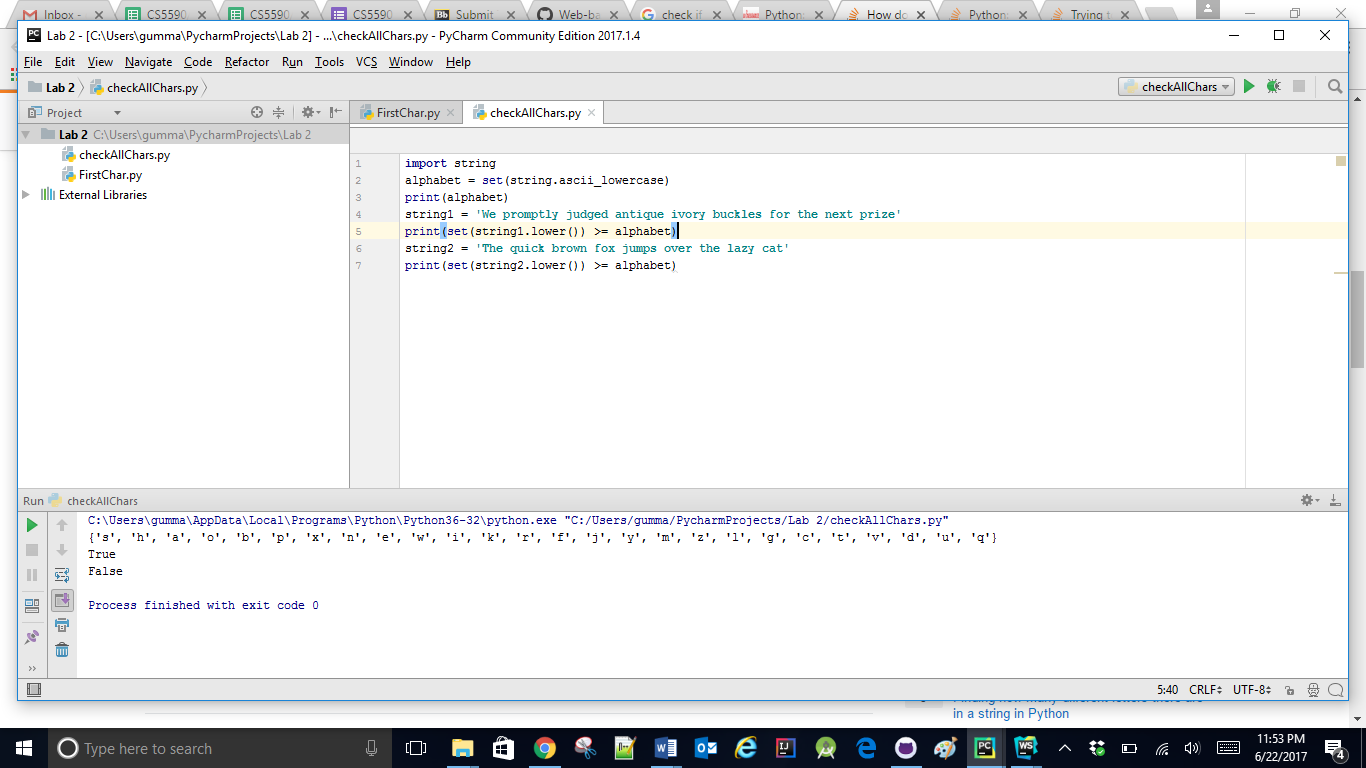 Inbox - CS5590 CS5590 CS5590 Bb Submit Web-ba check if Python: How do Python: Trying t
PC Lab 2 - [C:\Users\gumma\PycharmProjects\Lab 2] - ...\checkAllChars.py - PyCharm Community Edition 2017.1.4
File Edit View Navigate Code Refactor Run Tools VCS Window Help
Lab 2 checkAllChars.py checkAllChars
Project FirstChar.py checkAllChars.py
Lab 2 C:\Users\gumma\PycharmProjects\Lab 2
checkAllChars.py
FirstChar.py
External Libraries
1 import string
2 alphabet = set(string.ascii_lowercase)
3 print(alphabet)
4 string1 = 'We promptly judged antique ivory buckles for the next prize'
5 print(set(string1.lower()) >= alphabet)
6 string2 = 'The quick brown fox jumps over the lazy cat'
7 print(set(string2.lower()) >= alphabet)
Run checkAllChars
C:\Users\gumma\AppData\Local\Programs\Python\Python36-32\python.exe "C:/Users/gumma/PycharmProjects/Lab 2/checkAllChars.py"
{'s', 'h', 'a', 'o', 'b', 'p', 'x', 'n', 'e', 'w', 'i', 'k', 'r', 'f', 'j', 'y', 'm', 'z', 'l', 'g', 'c', 't', 'v', 'd', 'u', 'q'}
True
False
Process finished with exit code 0
5:40 CRLF UTF-8
in a string in Python
Type here to search
11:53 PM
6/22/2017
4